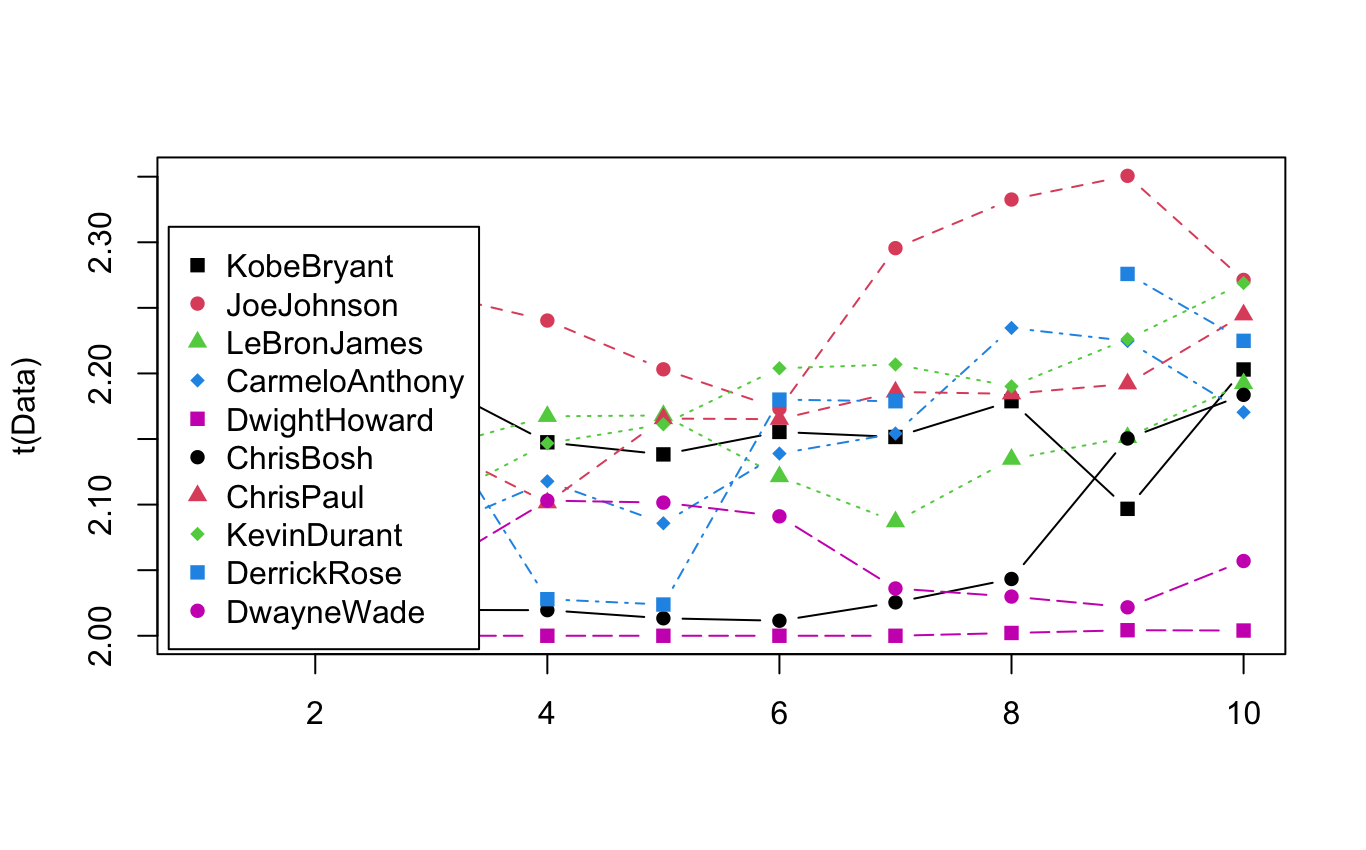 t(Data)
2.30
2.20
2.10
2.00
KobeBryant
JoeJohnson
LeBronJames
CarmeloAnthony
DwightHoward
ChrisBosh
ChrisPaul
KevinDurant
DerrickRose
DwayneWade
2 4 6 8 10